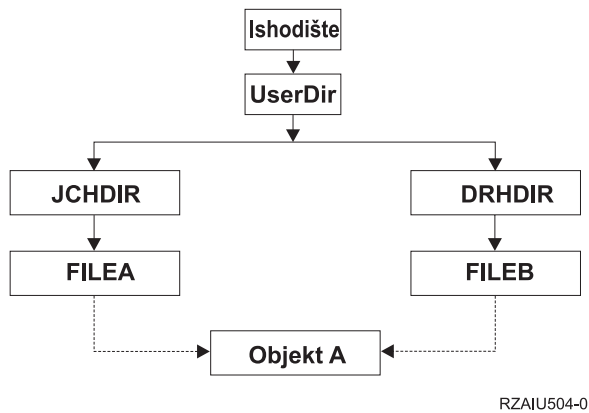 Ishodište
UserDir
JCHDIR
DRHDIR
FILEA
FILEB
Objekt A
RZAIU504-0